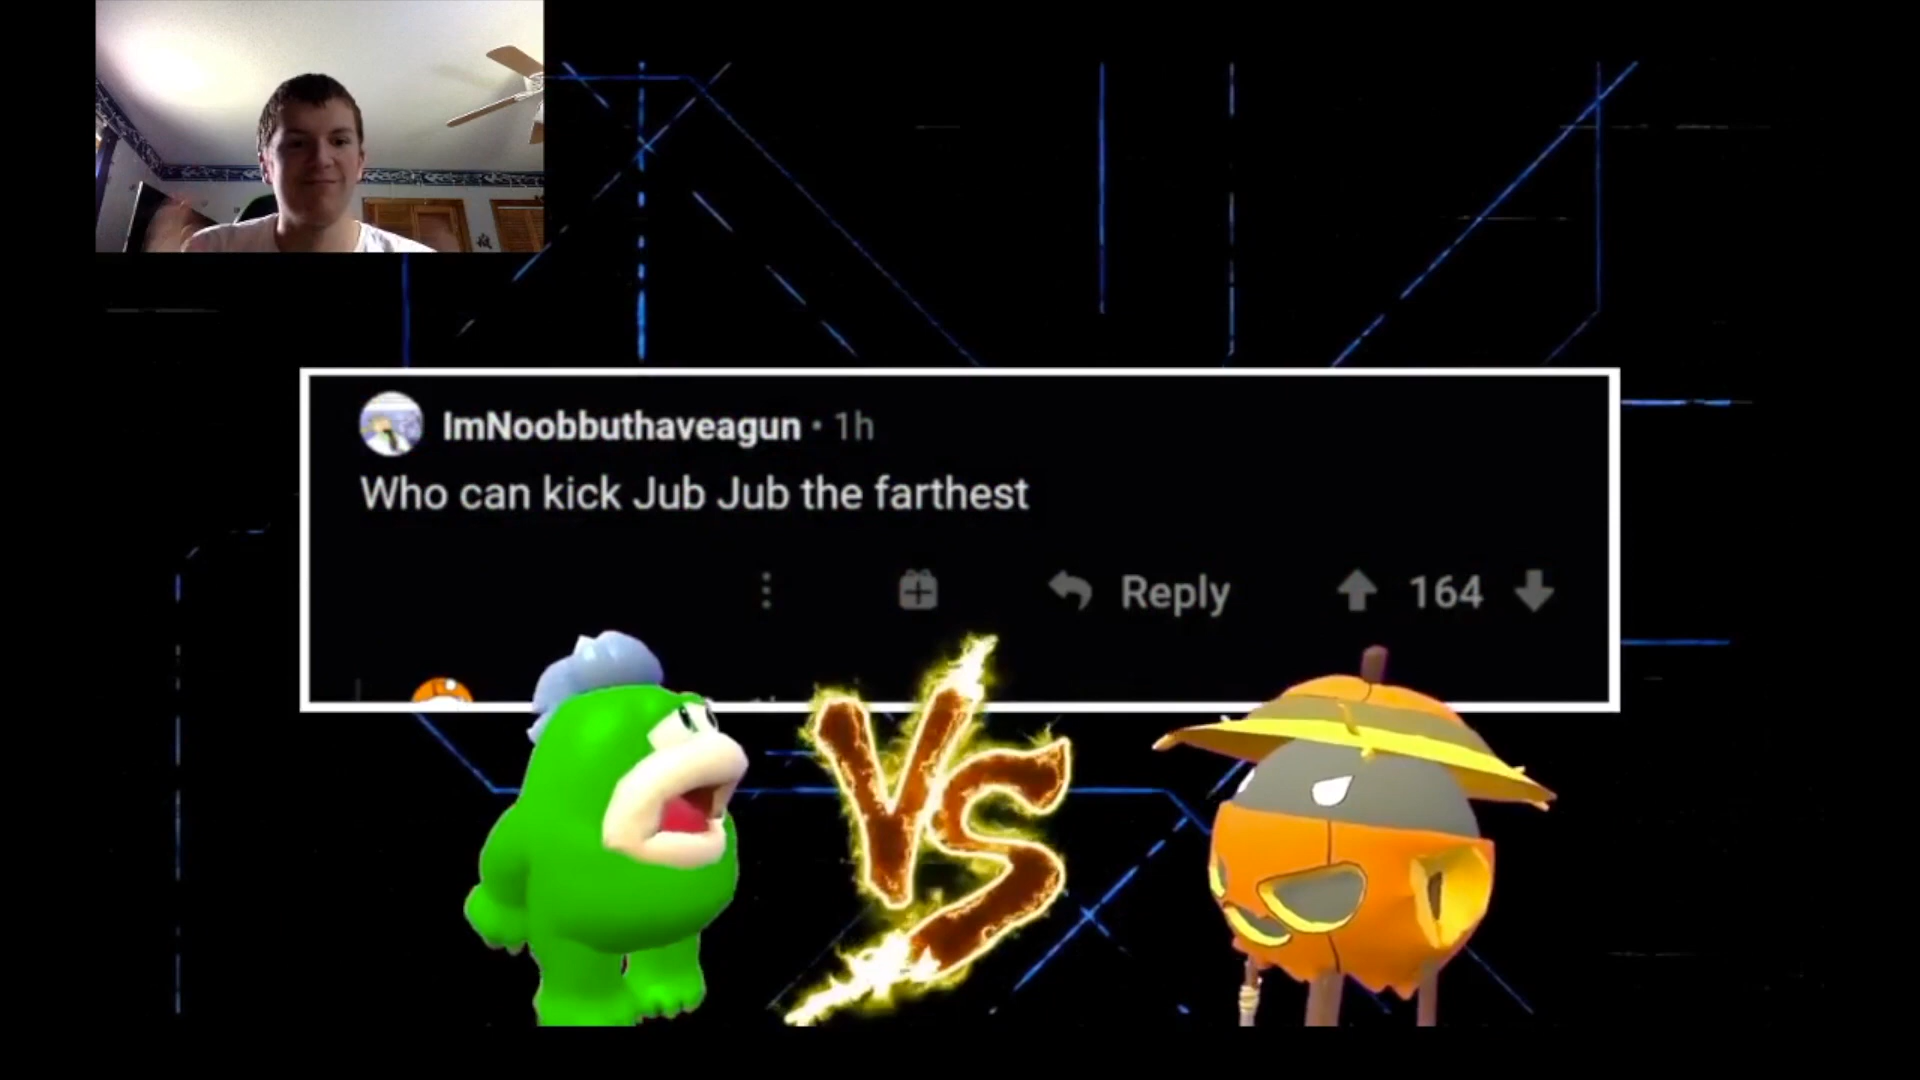 ImNoobbuthaveagun • 1h
Who can kick Jub Jub the farthest
Reply 164
VS